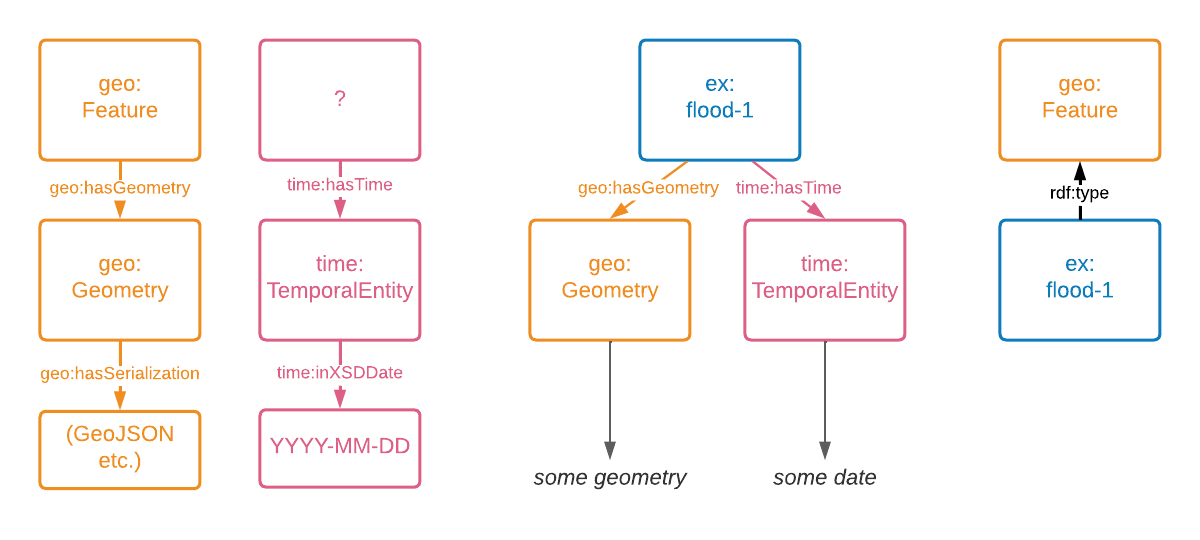 geo:
Feature
geo:hasGeometry
geo:
Geometry
geo:hasSerialization
(GeoJSON
etc.)
?
time:hasTime
time:
TemporalEntity
time:inXSDDate
YYYY-MM-DD
ex:
flood-1
geo:hasGeometry
time:hasTime
geo:
Geometry
time:
TemporalEntity
some geometry
some date
geo:
Feature
rdf:type
ex:
flood-1